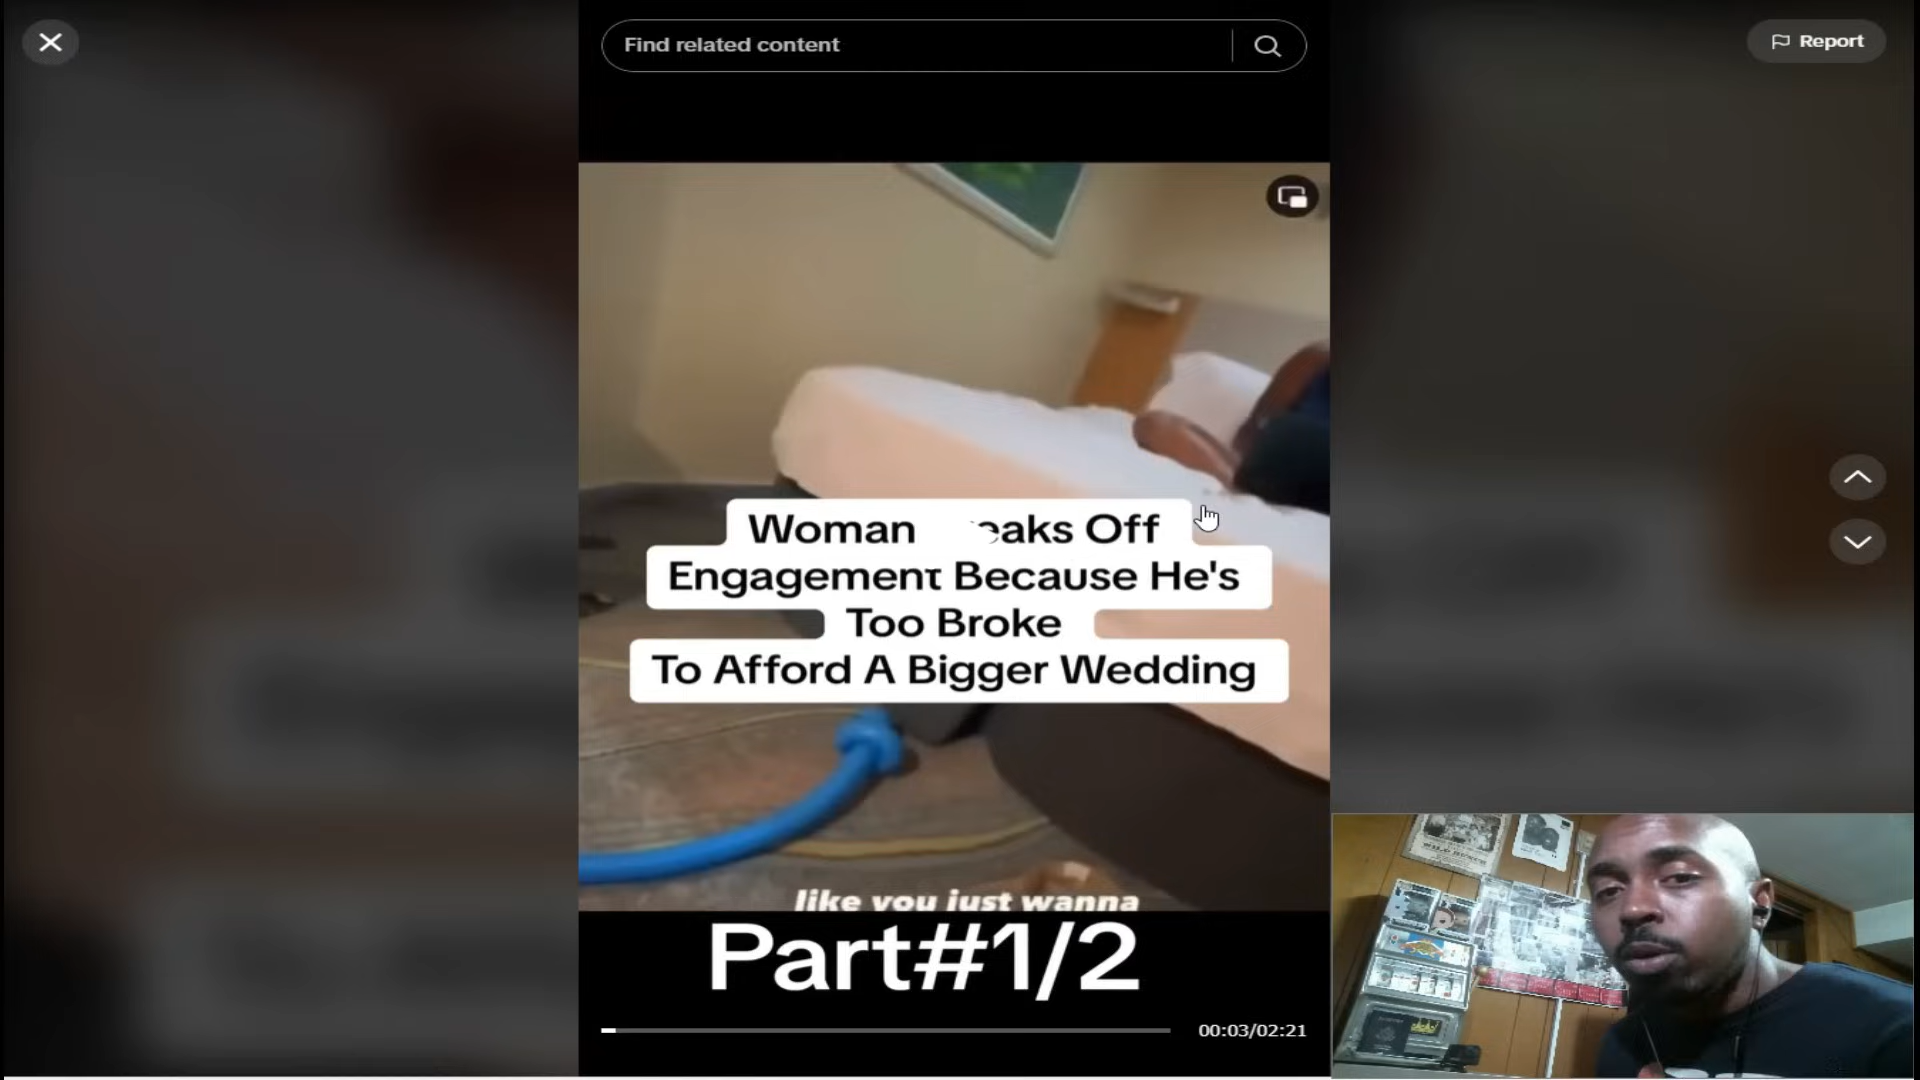 Find related content
Report
Woman eaks Off
Engagement Because He's
Too Broke
To Afford A Bigger Wedding
like you just wanna
Part#1/2
00:03/02:21